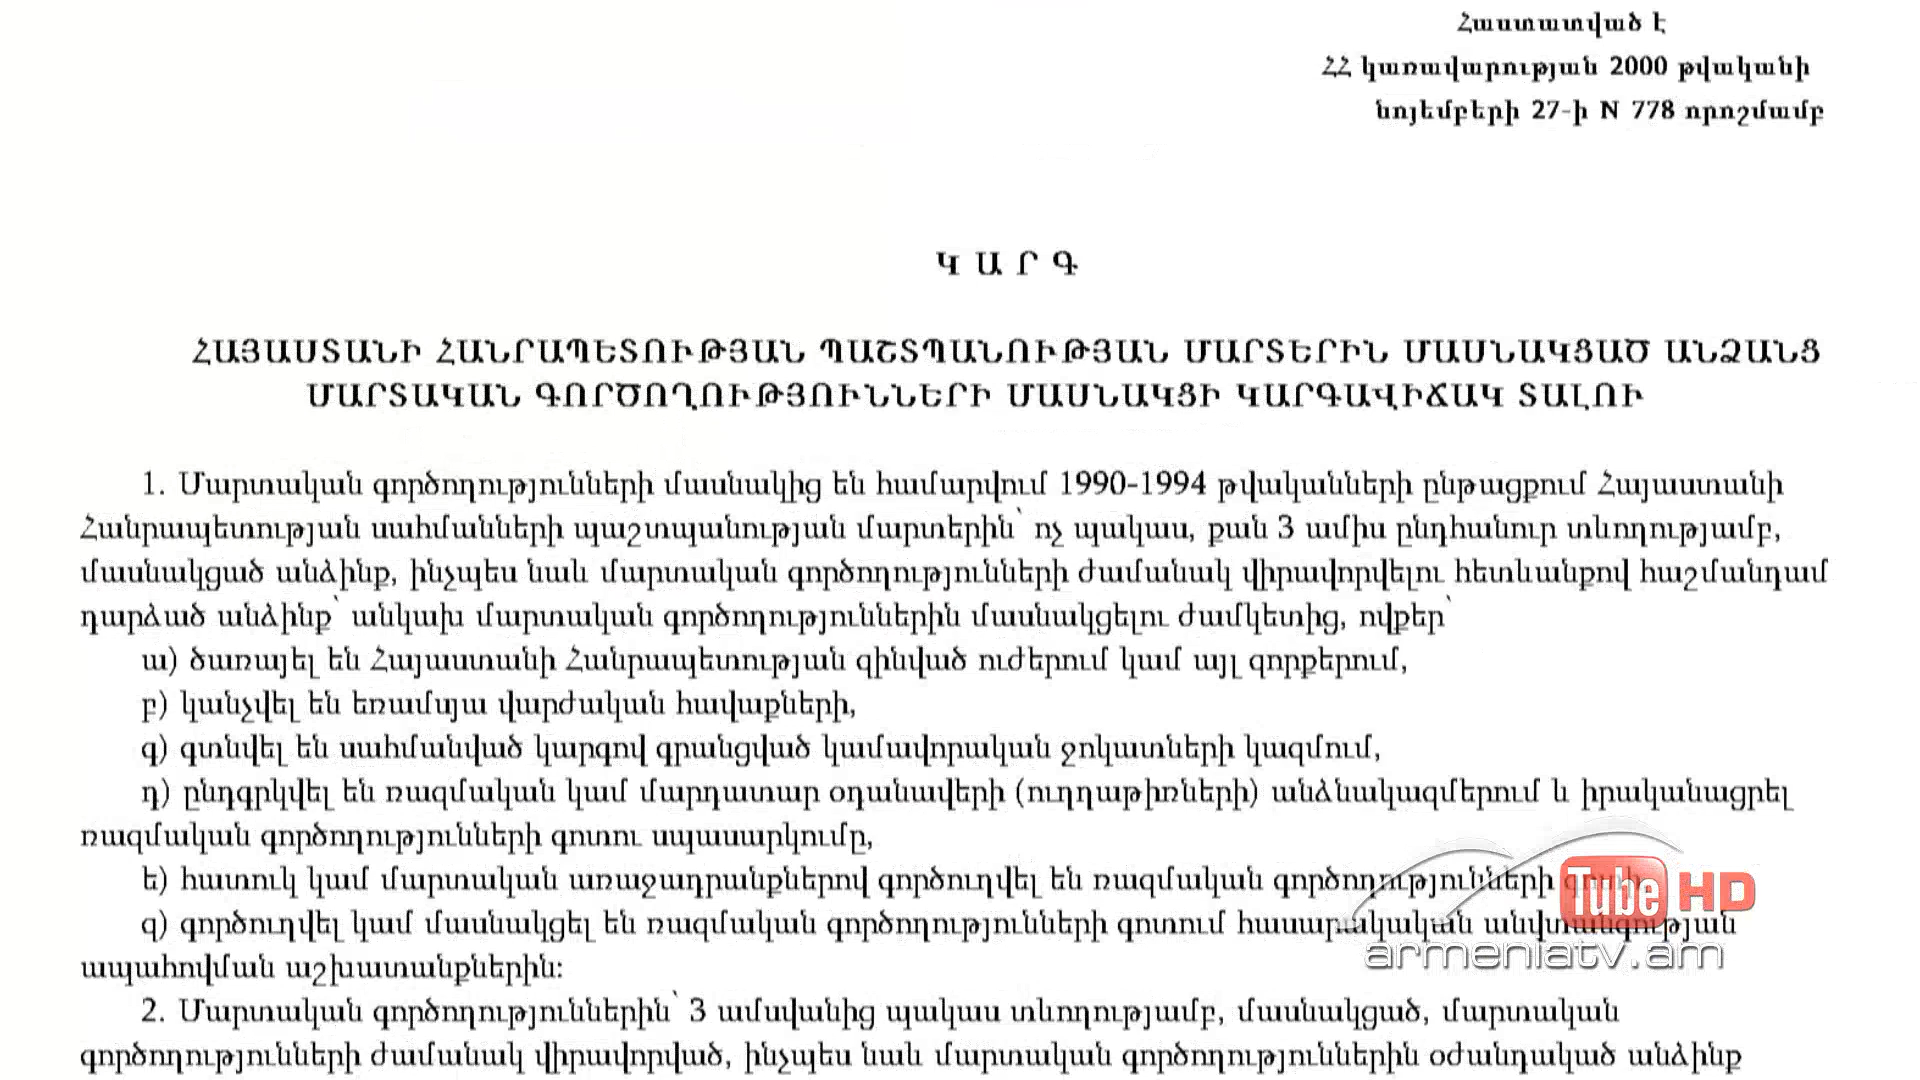 Հաստատված է
ՀՀ կառավարության 2000 թվականի
նոյեմբերի 27-ի N 778 որոշմամբ
Կ Ա Ր Գ
ՀԱՅԱՍՏԱՆԻ ՀԱՆՐԱՊԵՏՈՒԹՅԱՆ ՊԱՇՏՊԱՆՈՒԹՅԱՆ ՄԱՐՏԵՐԻՆ ՄԱՍՆԱԿՑԱԾ ԱՆՁԱՆՑ
ՄԱՐՏԱԿԱՆ ԳՈՐԾՈՂՈՒԹՅՈՒՆՆԵՐԻ ՄԱՍՆԱԿՑԻ ԿԱՐԳԱՎԻՃԱԿ ՏԱԼՈՒ
1. Մարտական գործողությունների մասնակից են համարվում 1990-1994 թվականների ընթացքում Հայաստանի
Հանրապետության սահմանների պաշտպանության մարտերին՝ ոչ պակաս, քան 3 ամիս ընդհանուր տևողությամբ,
մասնակցած անձինք, ինչպես նաև մարտական գործողությունների ժամանակ վիրավորվելու հետևանքով հաշմանդամ
դարձած անձինք՝ անկախ մարտական գործողություններին մասնակցելու ժամկետից, ովքեր՝
ա) ծառայել են Հայաստանի Հանրապետության զինված ուժերում կամ այլ զորքերում,
բ) կանչվել են եռամսյա վարժական հավաքների,
գ) գտնվել են սահմանված կարգով գրանցված կամավորական ջոկատների կազմում,
դ) ընդգրկվել են ռազմական կամ մարդատար օդանավերի (ուղղաթիռների) անձնակազմերում և իրականացրել
ռազմական գործողությունների գոտու սպասարկումը,
ե) հատուկ կամ մարտական առաջադրանքներով գործուղվել են ռազմական գործողությունների գոտի,
զ) գործուղվել կամ մասնակցել են ռազմական գործողությունների գոտում հասարակական անվտանգության
ապահովման աշխատանքներին:
2. Մարտական գործողություններին՝ 3 ամսվանից պակաս տևողությամբ, մասնակցած, մարտական
գործողությունների ժամանակ վիրավորված, ինչպես նաև մարտական գործողություններին օժանդակած անձինք
Tube HD
armeniatv.am